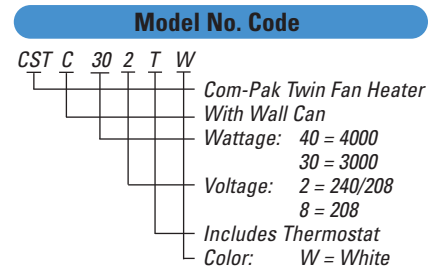 Model No. Code
CST C 30 2 T W
Com-Pak Twin Fan Heater
With Wall Can
Wattage: 40 = 4000
30 = 3000
Voltage: 2 = 240/208
8 = 208
Includes Thermostat
Color: W = White